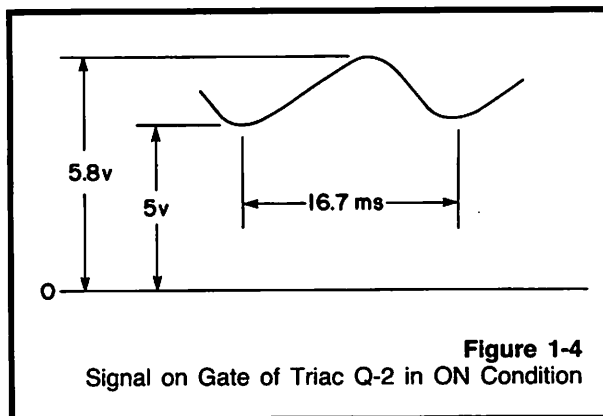 5.8v
5v
16.7 ms
0
Figure 1-4
Signal on Gate of Triac Q-2 in ON Condition